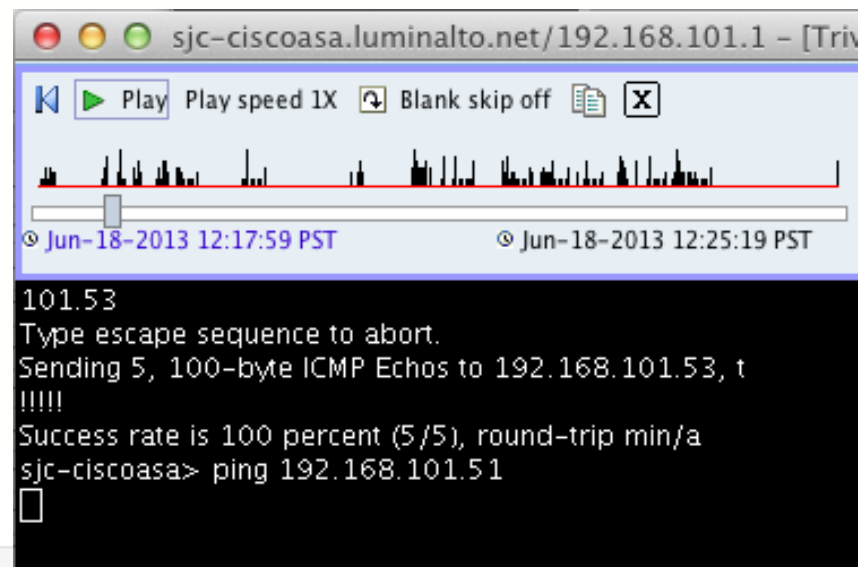 sjc-ciscoasa.luminalto.net/192.168.101.1 – [Triv
Play Play speed 1X Blank skip off X
Jun-18-2013 12:17:59 PST Jun-18-2013 12:25:19 PST
101.53
Type escape sequence to abort.
Sending 5, 100-byte ICMP Echos to 192.168.101.53, t
!!!!!
Success rate is 100 percent (5/5), round-trip min/a
sjc-ciscoasa> ping 192.168.101.51